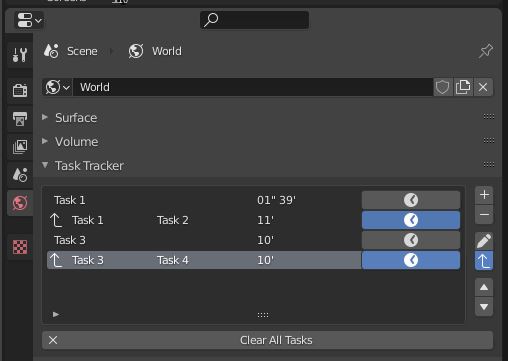 Scene World
World
Surface
Volume
Task Tracker
Task 1 01" 39'
Task 1 Task 2 11'
Task 3 10'
Task 3 Task 4 10'
Clear All Tasks